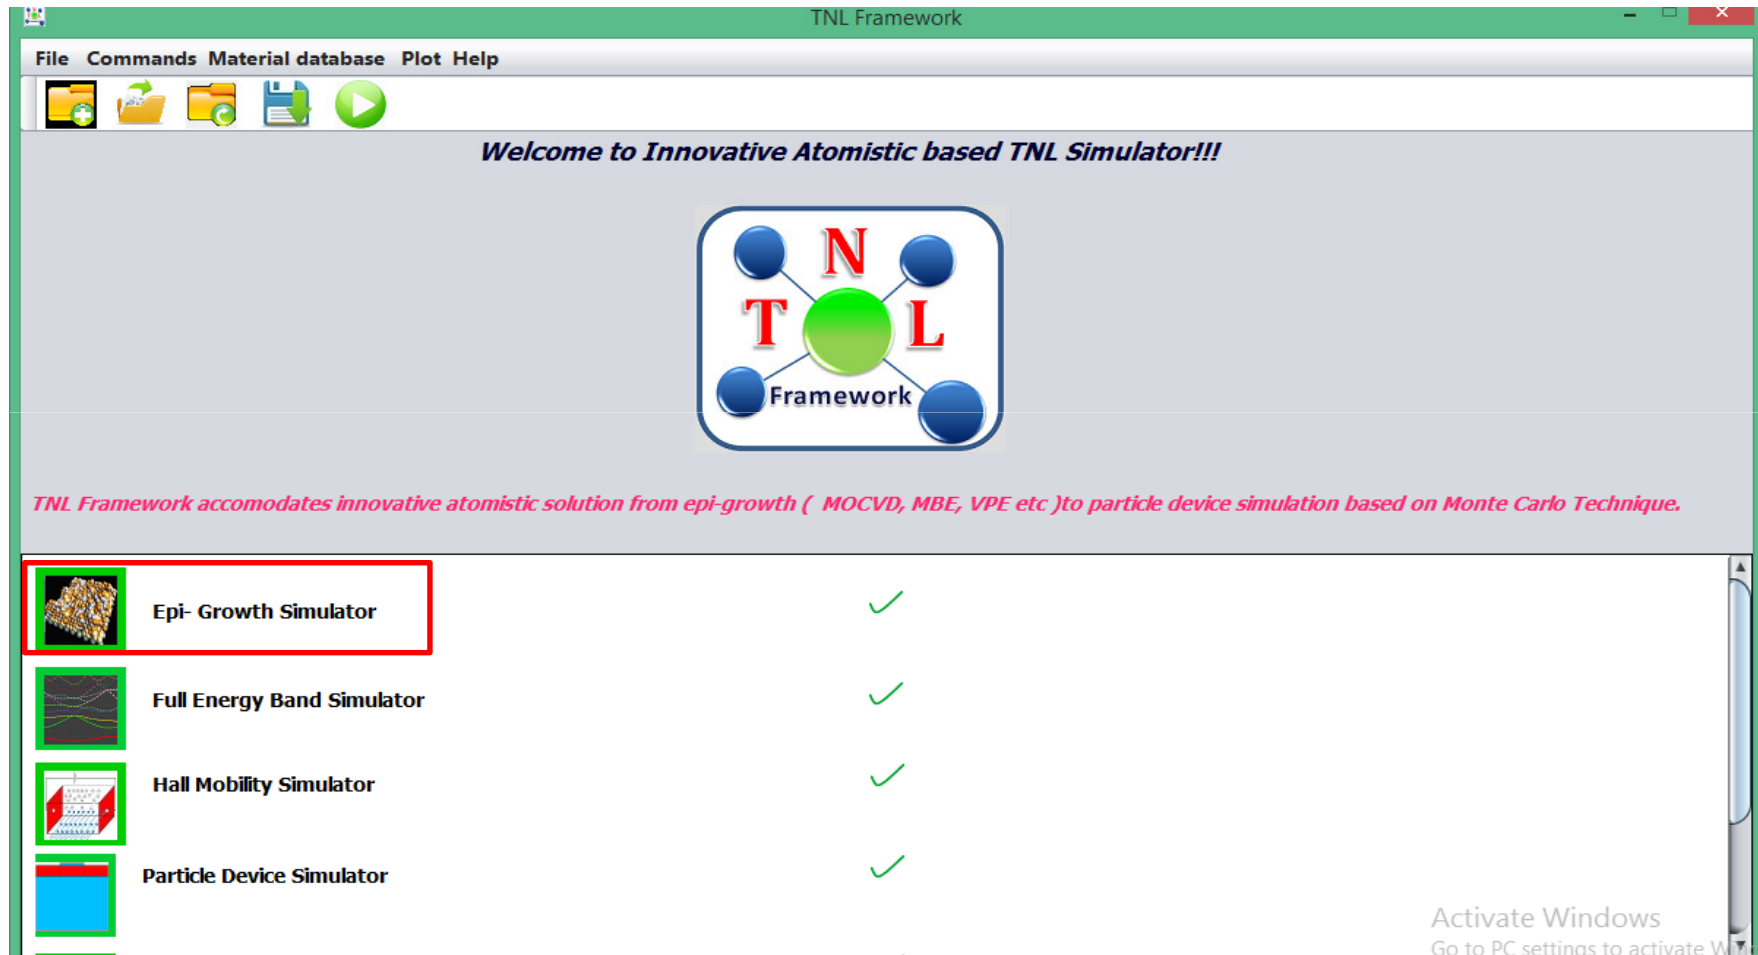 TNL Framework
File Commands Material database Plot Help
Welcome to Innovative Atomistic based TNL Simulator!!!
N
T L
Framework
TNL Framework accomodates innovative atomistic solution from epi-growth ( MOCVD, MBE, VPE etc )to particle device simulation based on Monte Carlo Technique.
Epi- Growth Simulator
Full Energy Band Simulator
Hall Mobility Simulator
Particle Device Simulator
Activate Windows
Go to PC settings to activate